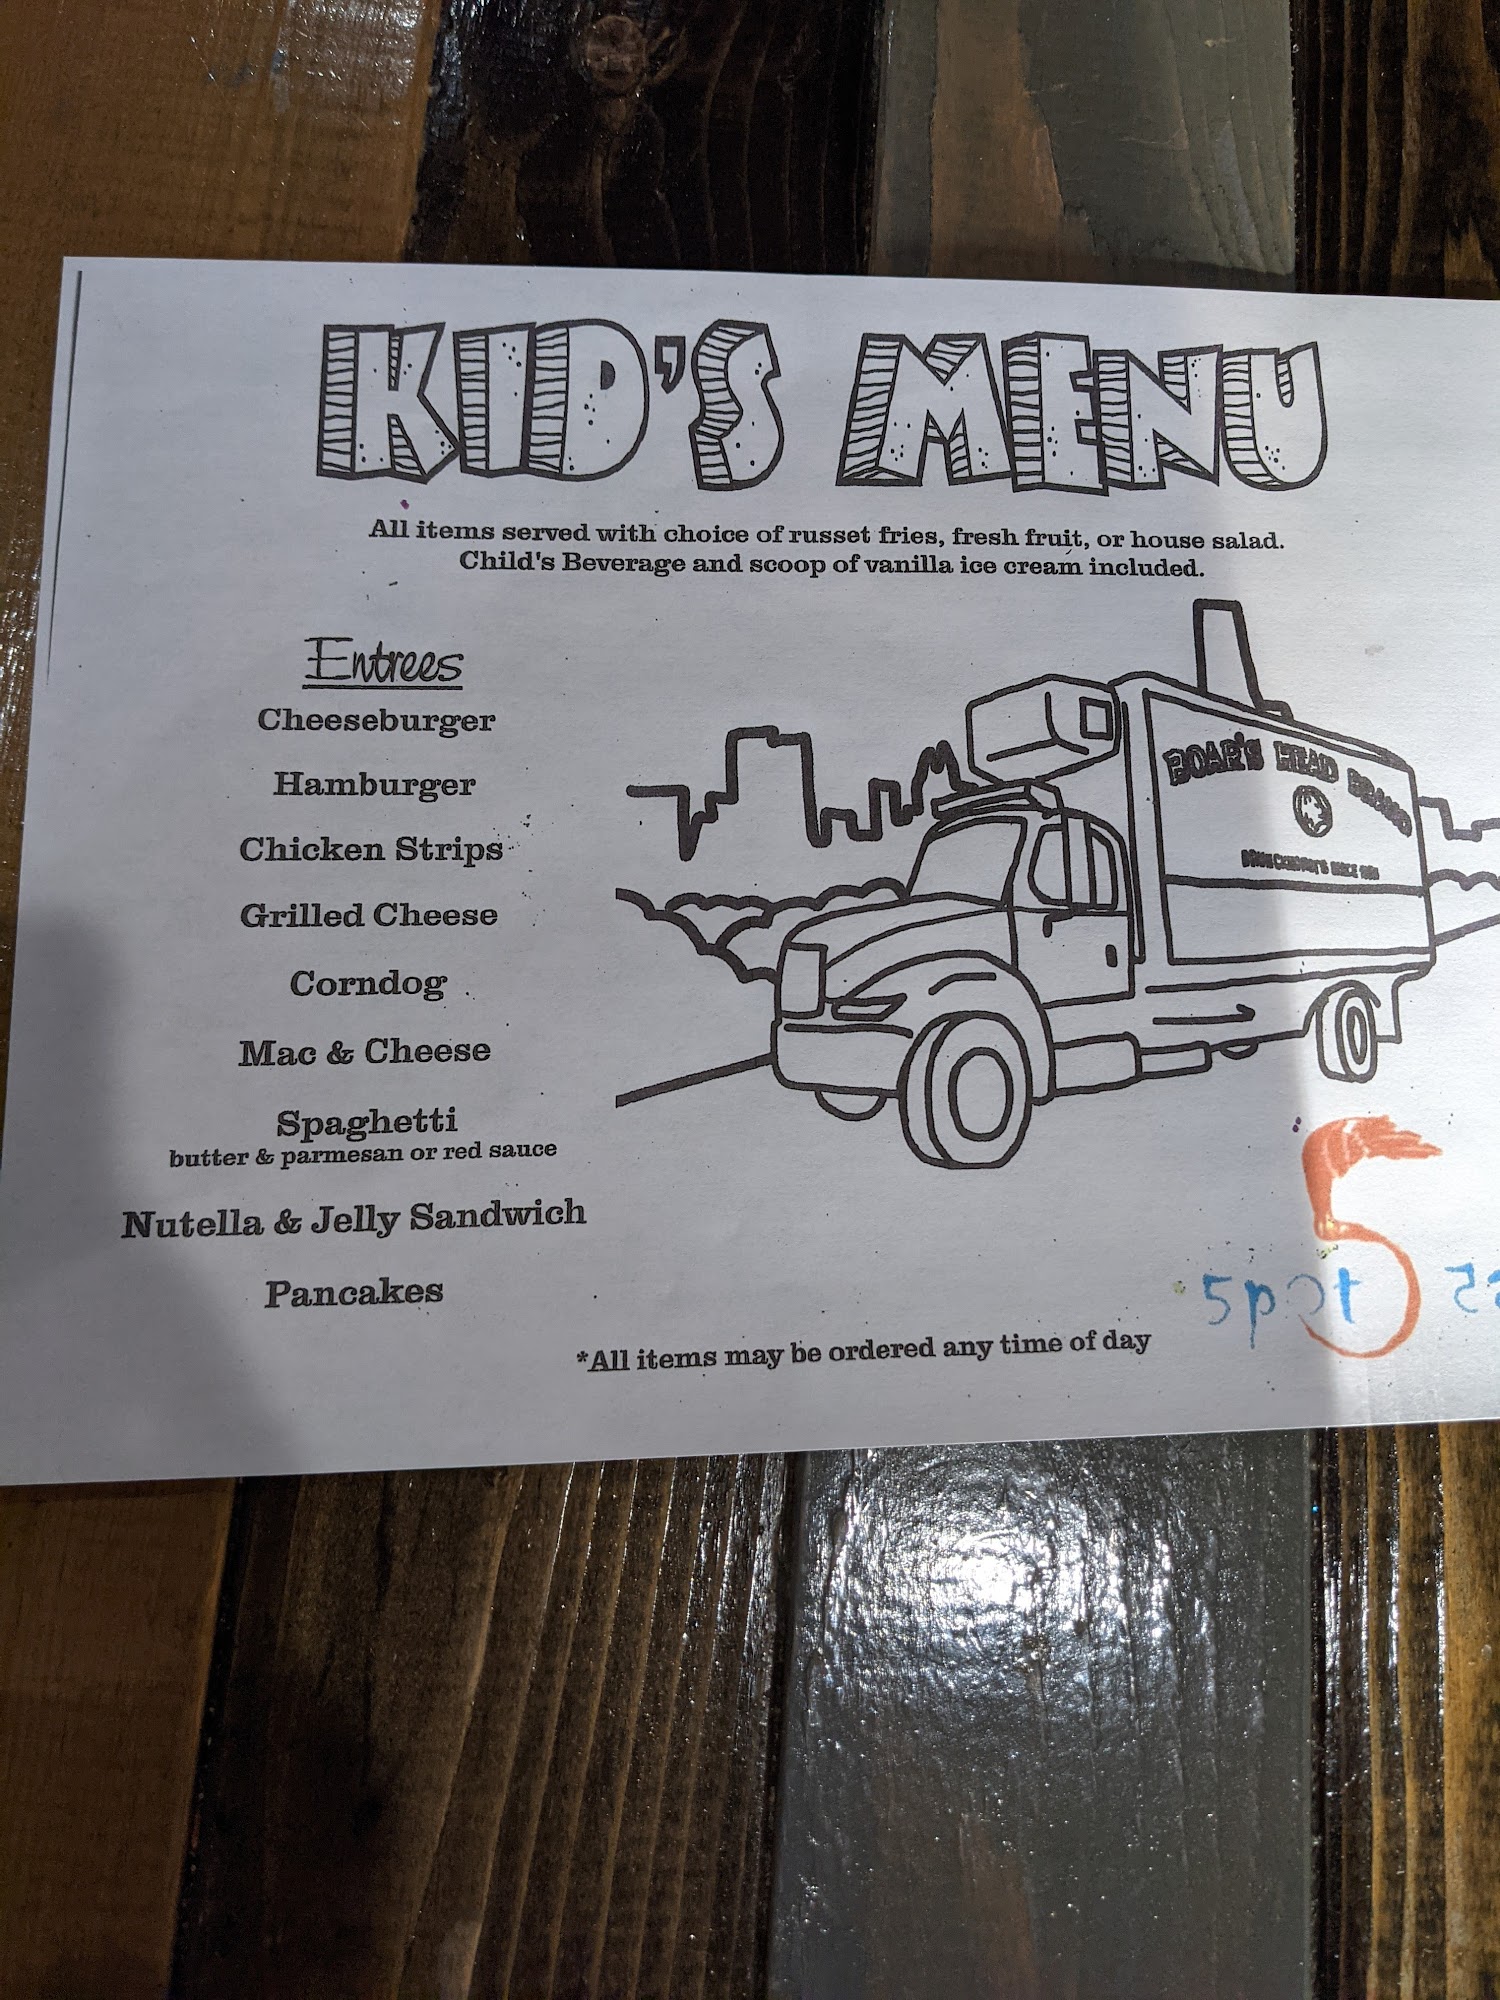 KID'S MENU
All items served with choice of russet fries, fresh fruit, or house salad.
Child's Beverage and scoop of vanilla ice cream included.
Entrees
Cheeseburger
Hamburger
Chicken Strips
Grilled Cheese
Corndog
Mac & Cheese
Spaghetti
butter & parmesan or red sauce
Nutella & Jelly Sandwich
Pancakes
*All items may be ordered any time of day
BOAR'S HEAD BRAND
5
spot